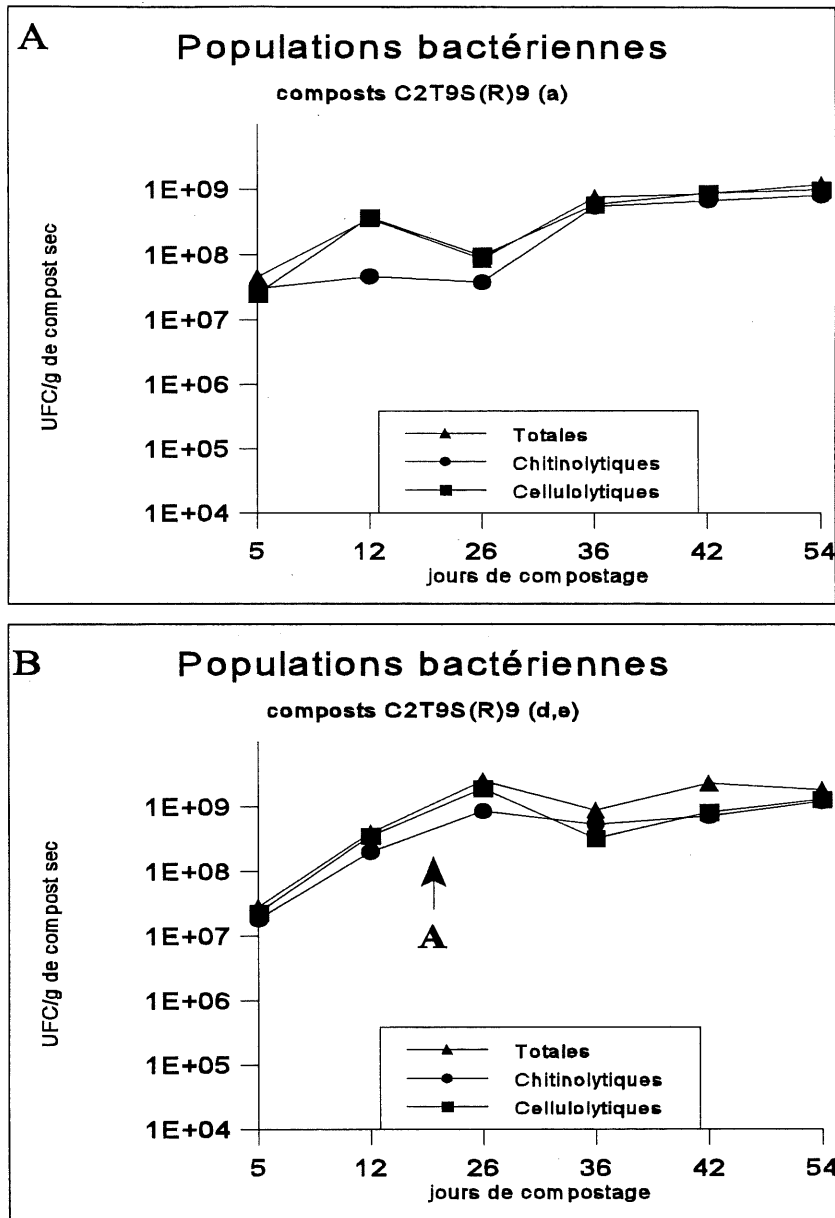 A
Populations bactériennes
composts C2T9S(R)9 (a)
UFC/g de compost sec
1E+09
1E+08
1E+07
1E+06
1E+05
1E+04
Totales
Chitinolytiques
Cellulolytiques
5 12 26 36 42 54
jours de compostage
B
Populations bactériennes
composts C2T9S(R)9 (d,e)
UFC/g de compost sec
1E+09
1E+08
1E+07
1E+06
1E+05
1E+04
A
Totales
Chitinolytiques
Cellulolytiques
5 12 26 36 42 54
jours de compostage